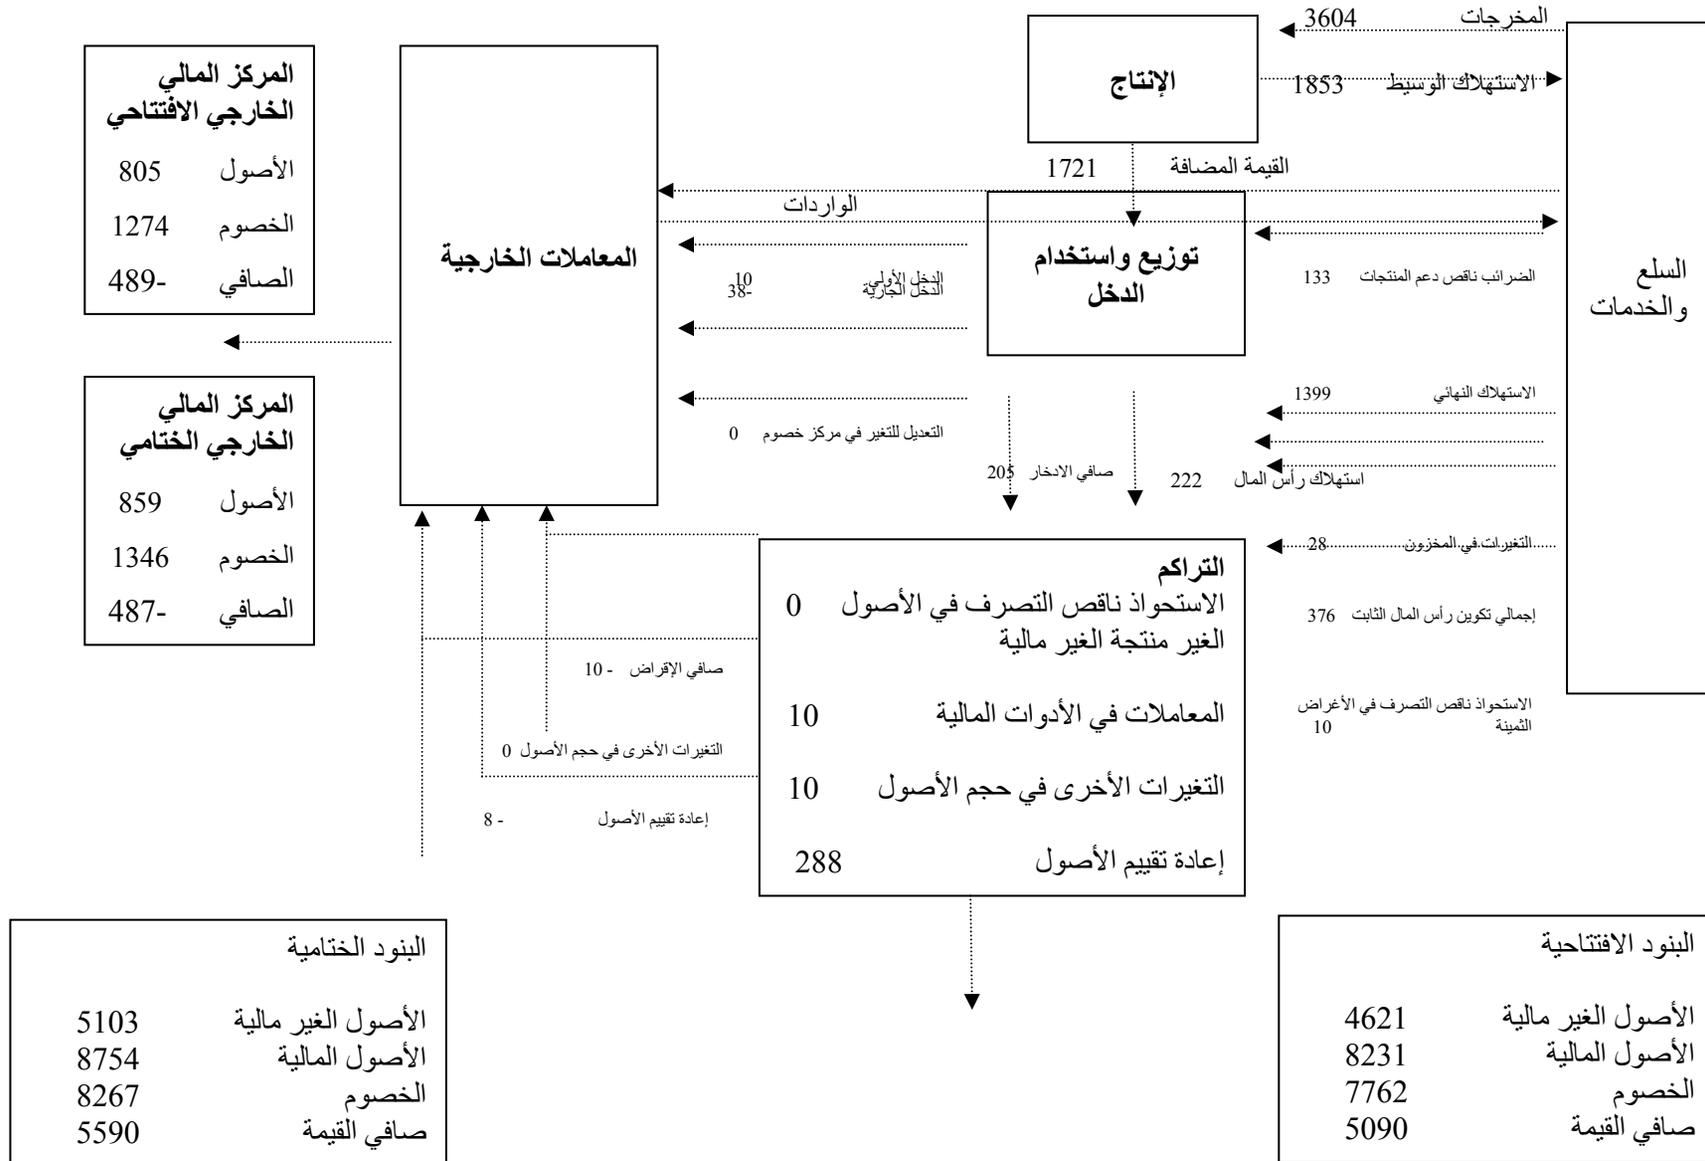 المخرجات 3604
الإنتاج
الاستهلاك الوسيط 1853
القيمة المضافة 1721
السلع
والخدمات
الواردات
المعاملات الخارجية
توزيع واستخدام
الدخل
الضرائب ناقص دعم المنتجات 133
الدخل الأولي 10
الدخل الجارية 38-
الاستهلاك النهائي 1399
التعديل للتغير في مركز خصوم 0
صافي الادخار 205
استهلاك رأس المال 222
التغيرات في المخزون 28
إجمالي تكوين رأس المال الثابت 376
الاستحواذ ناقص التصرف في الأغراض
الثمينة 10
المركز المالي
الخارجي الافتتاحي
الأصول 805
الخصوم 1274
الصافي 489-
المركز المالي
الخارجي الختامي
الأصول 859
الخصوم 1346
الصافي 487-
التراكم
الاستحواذ ناقص التصرف في الأصول 0
الغير منتجة الغير مالية
المعاملات في الأدوات المالية 10
التغيرات الأخرى في حجم الأصول 10
إعادة تقييم الأصول 288
صافي الإقراض 10 -
التغيرات الأخرى في حجم الأصول 0
إعادة تقييم الأصول 8 -
البنود الافتتاحية
الأصول الغير مالية 4621
الأصول المالية 8231
الخصوم 7762
صافي القيمة 5090
البنود الختامية
الأصول الغير مالية 5103
الأصول المالية 8754
الخصوم 8267
صافي القيمة 5590